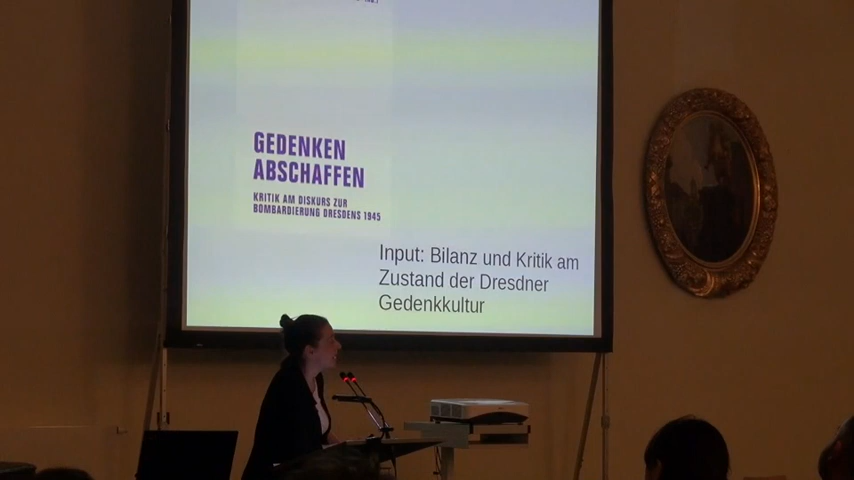 GEDENKEN
ABSCHAFFEN
KRITIK AM DISKURS ZUR
BOMBARDIERUNG DRESDENS 1945
Input: Bilanz und Kritik am
Zustand der Dresdner
Gedenkkultur